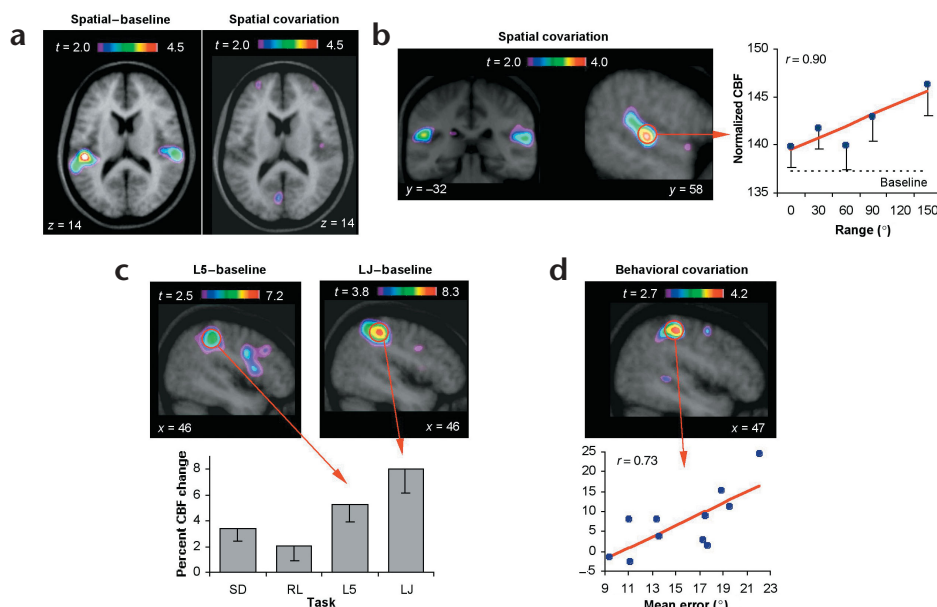 a
Spatial–baseline
t = 2.0 4.5
z = 14
Spatial covariation
t = 2.0 4.5
z = 14
b
Spatial covariation
t = 2.0 4.0
y = –32
y = 58
r = 0.90
Normalized CBF
150
145
140
135
Baseline
0 30 60 90 120 150
Range (°)
c
L5–baseline
t = 2.5 7.2
x = 46
LJ–baseline
t = 3.8 8.3
x = 46
Percent CBF change
8
6
4
2
0
SD RL L5 LJ
Task
d
Behavioral covariation
t = 2.7 4.2
x = 47
r = 0.73
25
20
15
10
5
0
–5
9 11 13 15 17 19 21 23
Mean error (°)